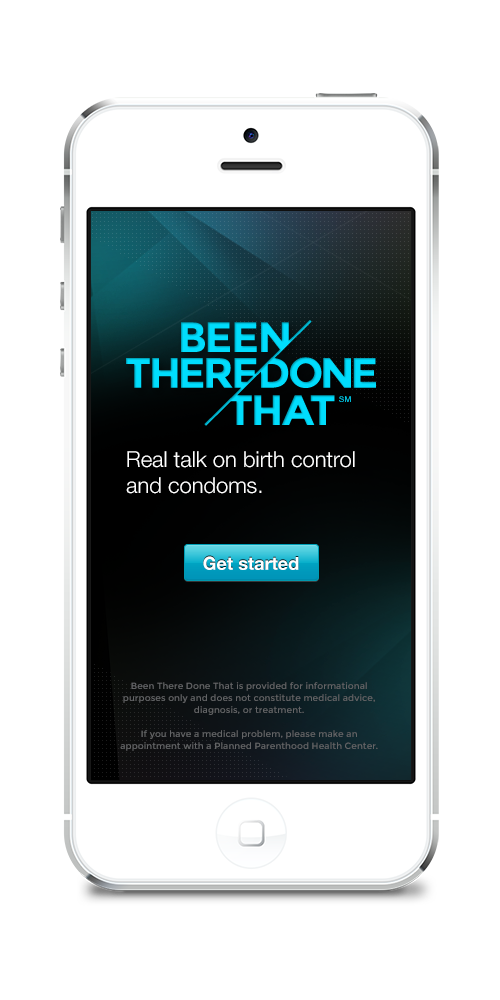 BEEN
THERE DONE
THAT SM
Real talk on birth control
and condoms.
Get started
Been There Done That is provided for informational
purposes only and does not constitute medical advice,
diagnosis, or treatment.
If you have a medical problem, please make an
appointment with a Planned Parenthood Health Center.